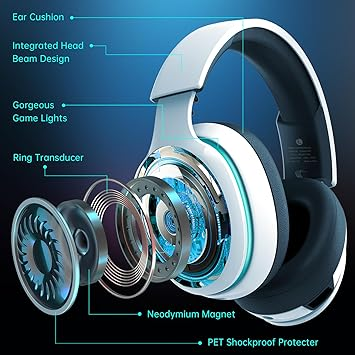 Ear Cushion
Integrated Head
Beam Design
Gorgeous
Game Lights
Ring Transducer
Neodymium Magnet
PET Shockproof Protecter